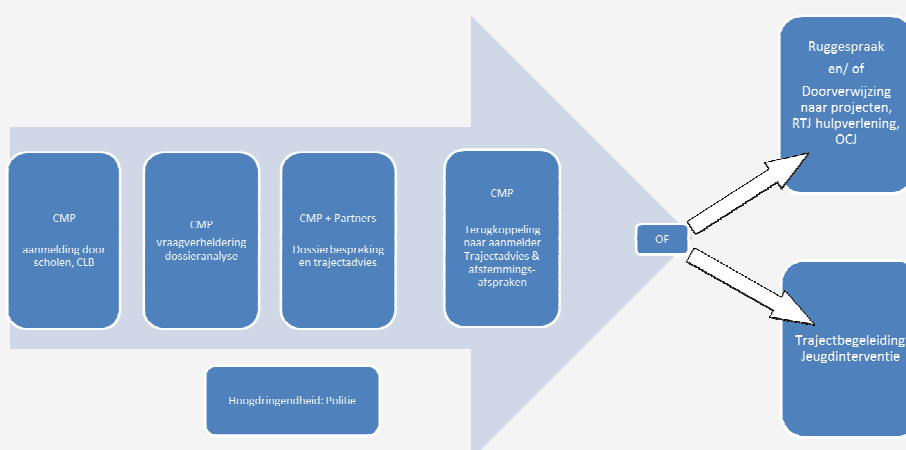 CMP
aanmelding door
scholen, CLB
CMP
vraagverheldering
dossieranalyse
CMP + Partners
Dossierbespreking
en trajectadvies
CMP
Terugkoppeling
naar aanmelder
Trajectadvies &
afstemmings-
afspraken
Hoogdringendheid: Politie
OF
Ruggespraak
en/ of
Doorverwijzing
naar projecten,
RTJ hulpverlening,
OCJ
Trajectbegeleiding
Jeugdinterventie